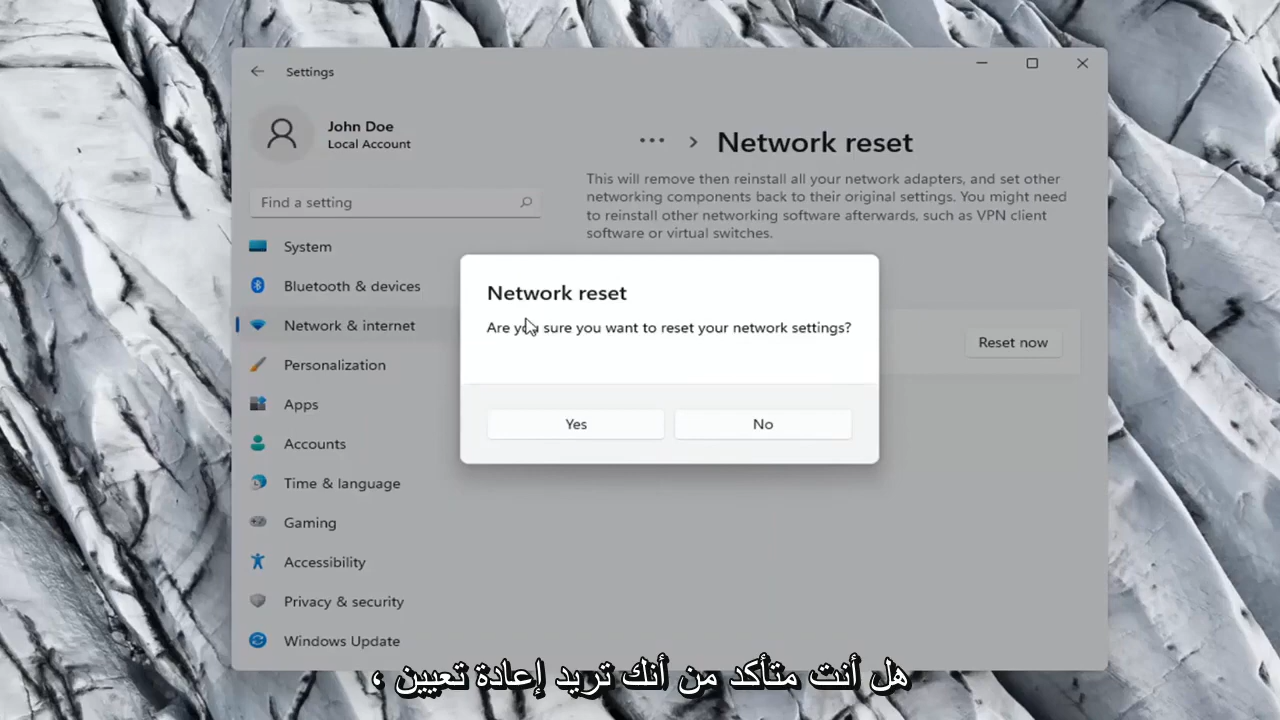 Settings
John Doe
Local Account
Find a setting
System
Bluetooth & devices
Network & internet
Personalization
Apps
Accounts
Time & language
Gaming
Accessibility
Privacy & security
Windows Update
... > Network reset
This will remove then reinstall all your network adapters, and set other
networking components back to their original settings. You might need
to reinstall other networking software afterwards, such as VPN client
software or virtual switches.
Reset now
Network reset
Are you sure you want to reset your network settings?
Yes
No
هل أنت متأكد من أنك تريد إعادة تعيين ،